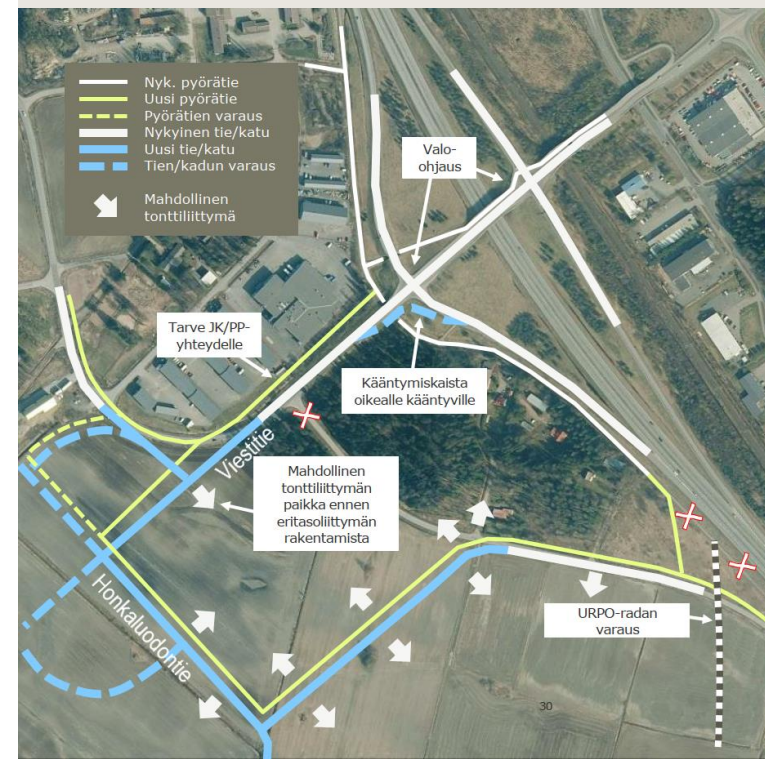 Nyk. pyörätie
Uusi pyörätie
Pyörätien varaus
Nykyinen tie/katu
Uusi tie/katu
Tien/kadun varaus
Mahdollinen
tonttiliittymä
Valo-
ohjaus
Tarve JK/PP-
yhteydelle
Kääntymiskaista
oikealle kääntyville
Viestitie
Mahdollinen
tonttiliittymän
paikka ennen
eritasoliittymän
rakentamista
Honkaluodontie
URPO-radan
varaus
30